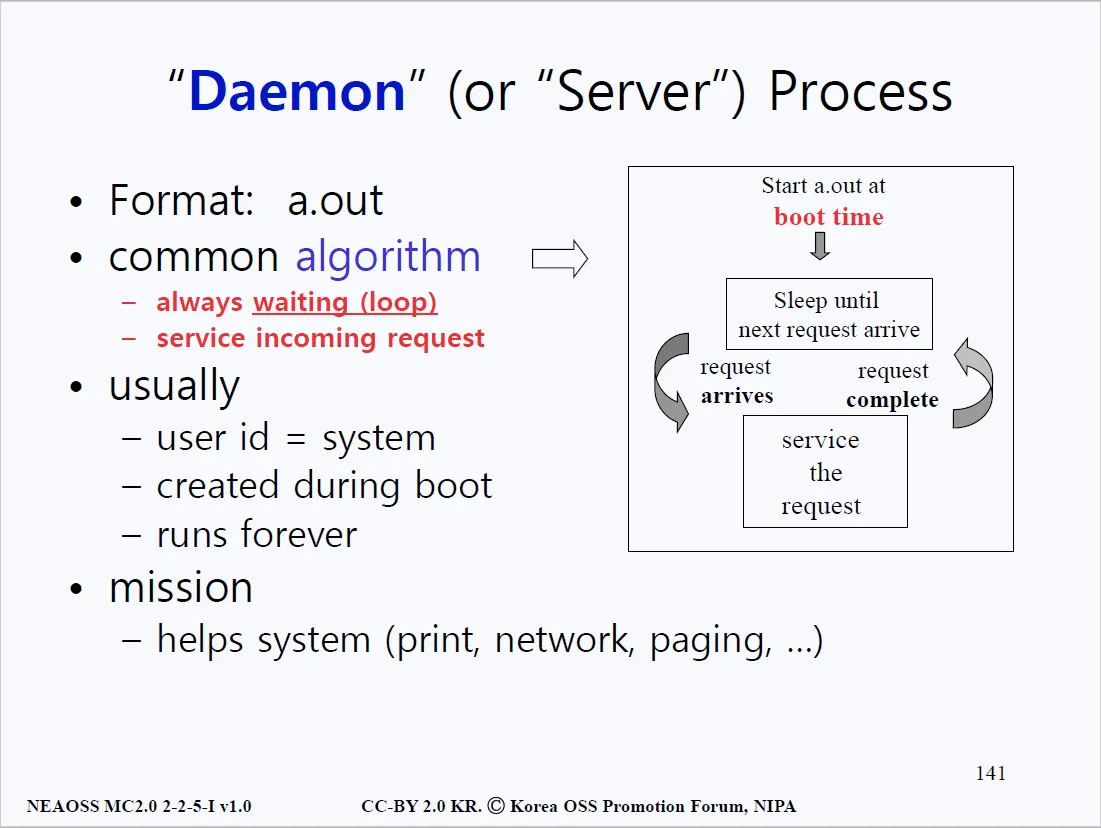 “Daemon” (or “Server”) Process
• Format: a.out
• common algorithm
– always waiting (loop)
– service incoming request
• usually
– user id = system
– created during boot
– runs forever
• mission
– helps system (print, network, paging, …)
Start a.out at
boot time
Sleep until
next request arrive
request
arrives
request
complete
service
the
request
141
NEAOSS MC2.0 2-2-5-I v1.0
CC-BY 2.0 KR. Ⓒ Korea OSS Promotion Forum, NIPA